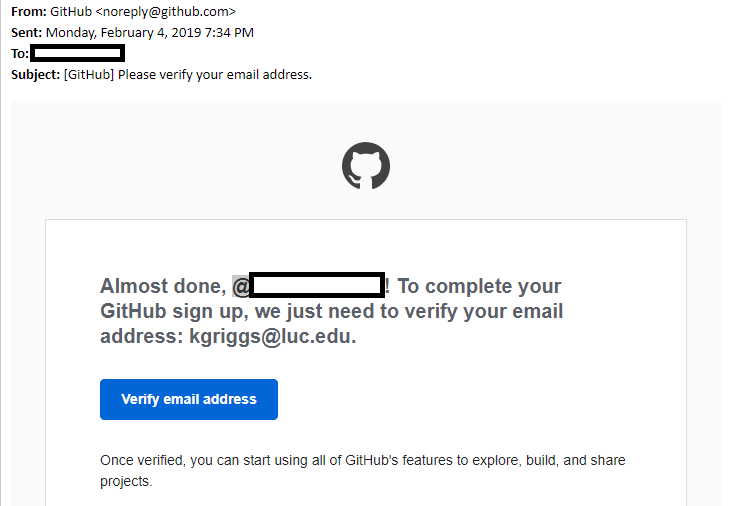 From: GitHub <noreply@github.com>
Sent: Monday, February 4, 2019 7:34 PM
To:
Subject: [GitHub] Please verify your email address.
Almost done, @! To complete your
GitHub sign up, we just need to verify your email
address: kgriggs@luc.edu.
Verify email address
Once verified, you can start using all of GitHub's features to explore, build, and share
projects.